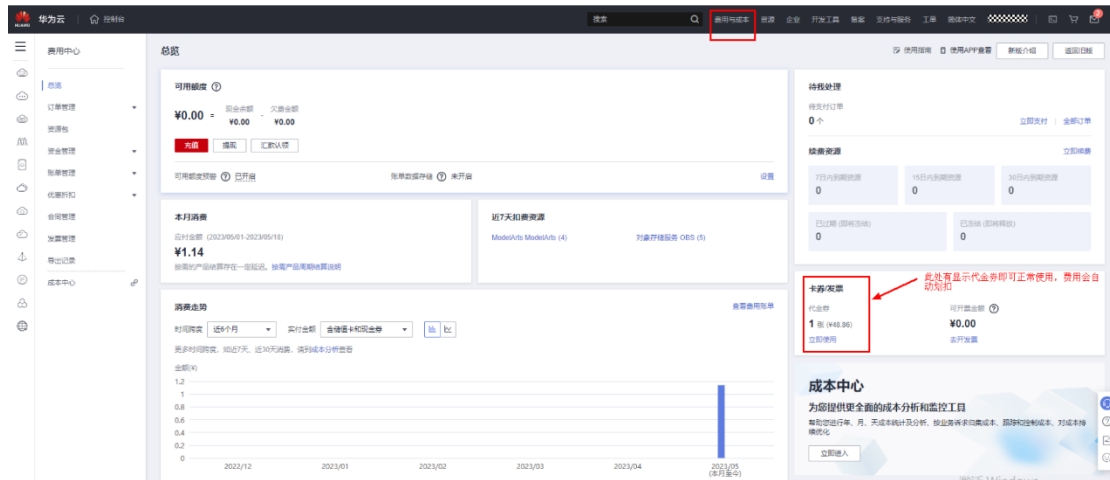 HUAWEI
华为云 控制台
搜索
费用与成本 资源 企业 开发工具 备案 支持与服务 工单 简体中文
费用中心
总览
订单管理
资源包
资金管理
账单管理
优惠折扣
合同管理
发票管理
导出记录
成本中心
总览
使用指南 使用APP查看 新版介绍 返回旧版
可用额度
¥0.00 = 现金余额 ¥0.00 - 欠费金额 ¥0.00
充值 提现 汇款认领
可用额度预警 已开启 账单数据存储 未开启 设置
本月消费
应付金额 (2023/05/01-2023/05/18)
¥1.14
按需的产品结算存在一定延迟。按需产品周期结算说明
近7天扣费资源
ModelArts ModelArts (4) 对象存储服务 OBS (5)
消费走势 查看费用账单
时间跨度 近6个月 实付金额 含储值卡和现金券
更多时间跨度，如近7天、近30天消费，请到成本分析查看
金额(¥)
1.2
1
0.8
0.6
0.4
0.2
0
2022/12 2023/01 2023/02 2023/03 2023/04 2023/05
(本月至今)
待我处理
待支付订单
0 个 立即支付 全部订单
续费资源 立即续费
7日内到期资源 15日内到期资源 30日内到期资源
0 0 0
已过期 (即将冻结) 已冻结 (即将释放)
0 0
卡券/发票
此处有显示代金券即可正常使用，费用会自
动划扣
代金券 可开票金额
1 张 (¥48.86) ¥0.00
立即使用 去开发票
成本中心
为您提供更全面的成本分析和监控工具
帮助您进行年、月、天成本统计及分析、按业务诉求归集成本、跟踪和控制成本、对成本持
续优化
立即进入